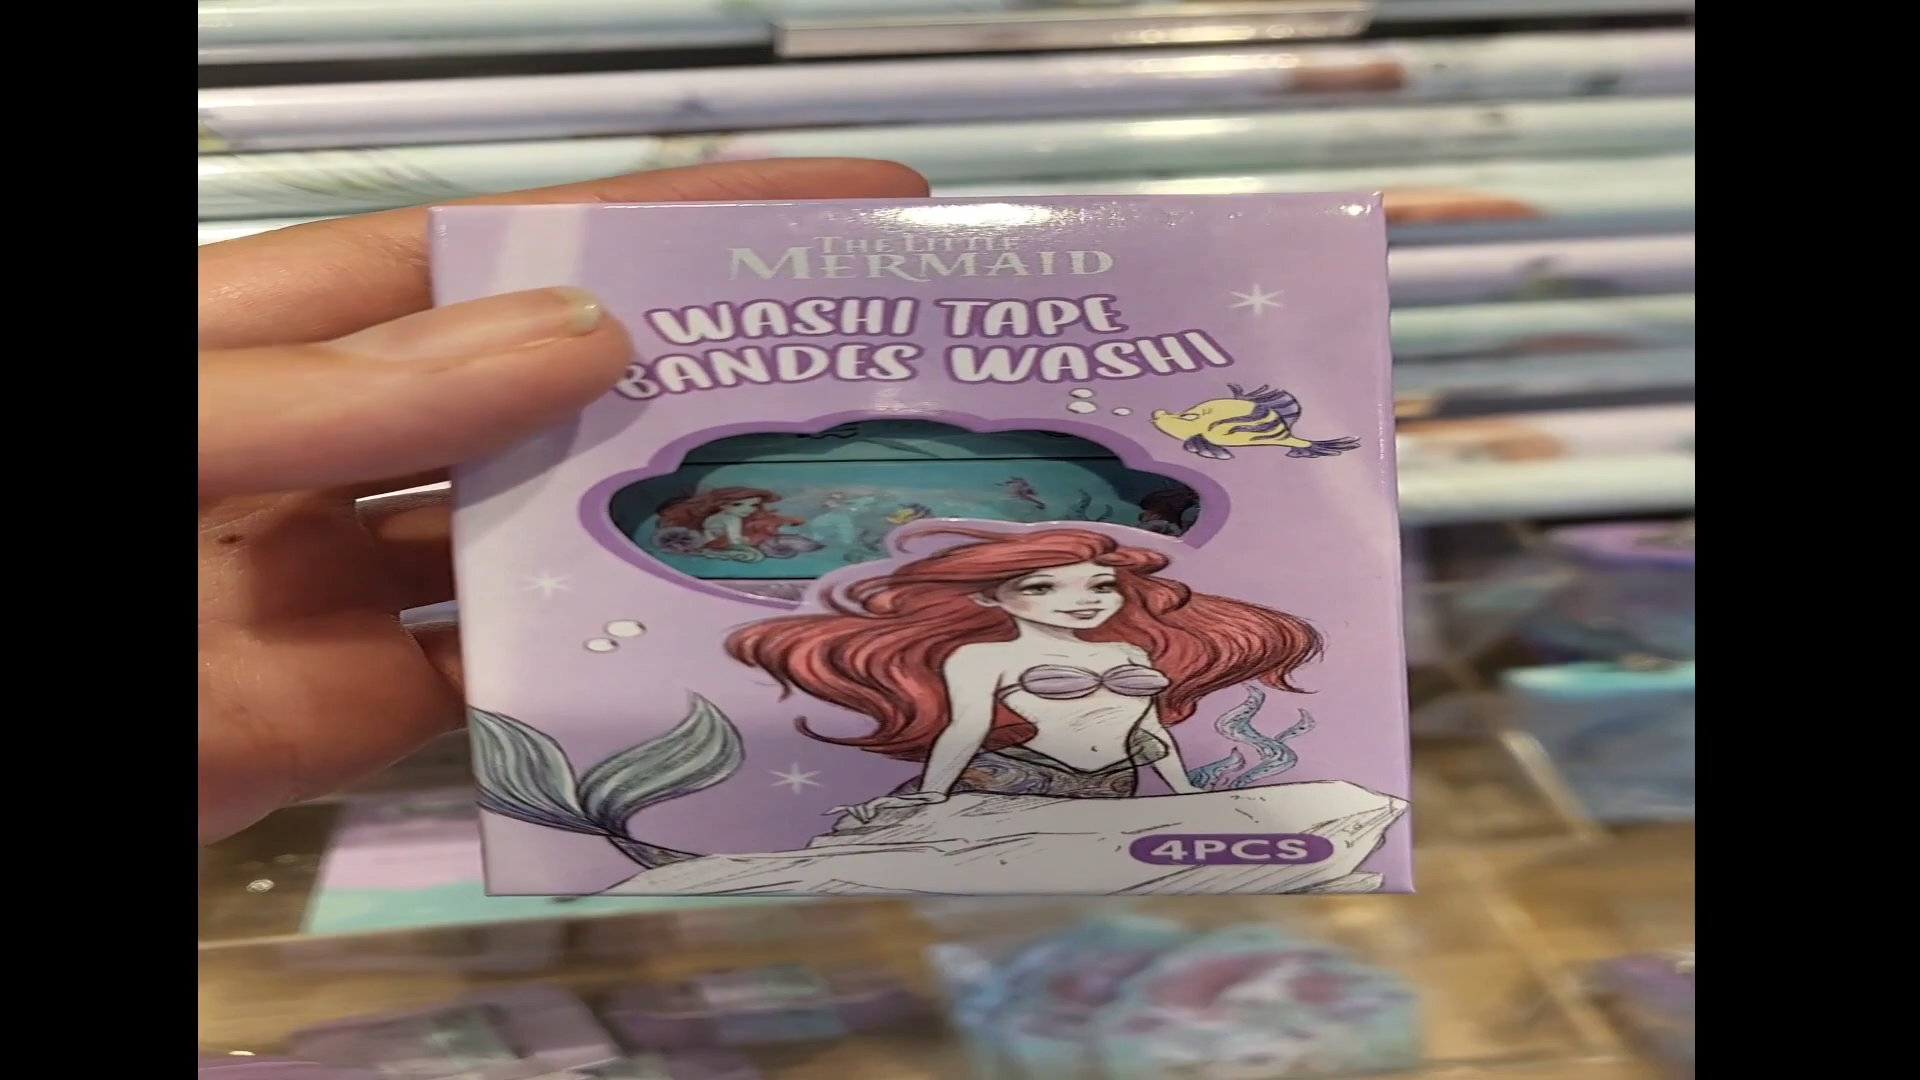 THE LITTLE
MERMAID
WASHI TAPE
BANDES WASHI
4PCS